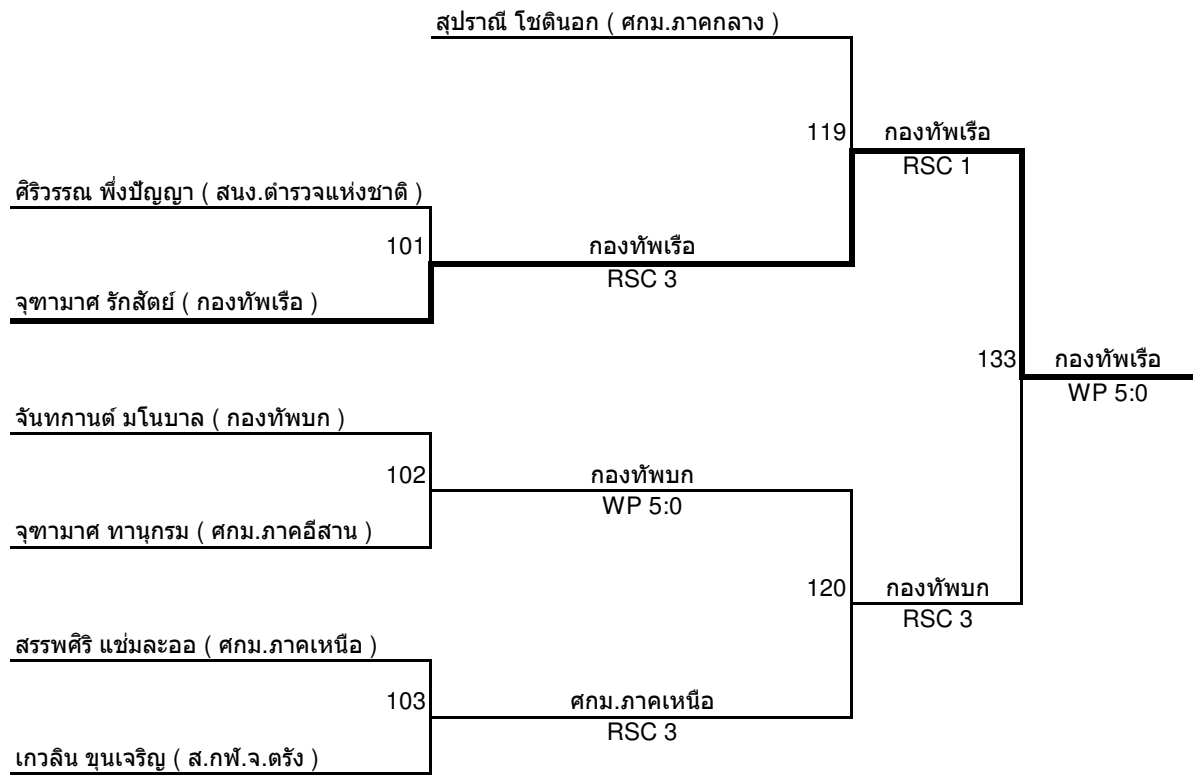 สุปราณี โชตินอก ( ศกม.ภาคกลาง )
119 กองทัพเรือ
RSC 1
ศิริวรรณ พึ่งปัญญา ( สนง.ตำรวจแห่งชาติ )
101 กองทัพเรือ
RSC 3
จุฑามาศ รักสัตย์ ( กองทัพเรือ )
133 กองทัพเรือ
WP 5:0
จันทกานต์ มโนบาล ( กองทัพบก )
102 กองทัพบก
WP 5:0
จุฑามาศ ทานุกรม ( ศกม.ภาคอีสาน )
120 กองทัพบก
RSC 3
สรรพศิริ แช่มละออ ( ศกม.ภาคเหนือ )
103 ศกม.ภาคเหนือ
RSC 3
เกวลิน ขุนเจริญ ( ส.กฬ.จ.ตรัง )